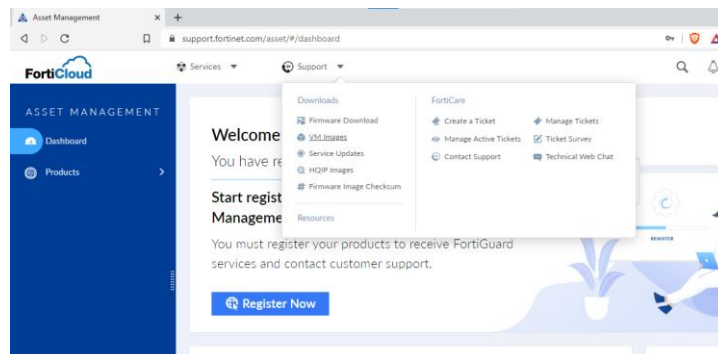 Asset Management
support.fortinet.com/asset/#/dashboard
FortiCloud
Services
Support
ASSET MANAGEMENT
Dashboard
Products
Downloads
Firmware Download
VM Images
Service Updates
HQIP Images
Firmware Image Checksum
Resources
FortiCare
Create a Ticket
Manage Tickets
Manage Active Tickets
Ticket Survey
Contact Support
Technical Web Chat
Welcome
You have re
Start regist
Manageme
You must register your products to receive FortiGuard
services and contact customer support.
Register Now
REGISTER